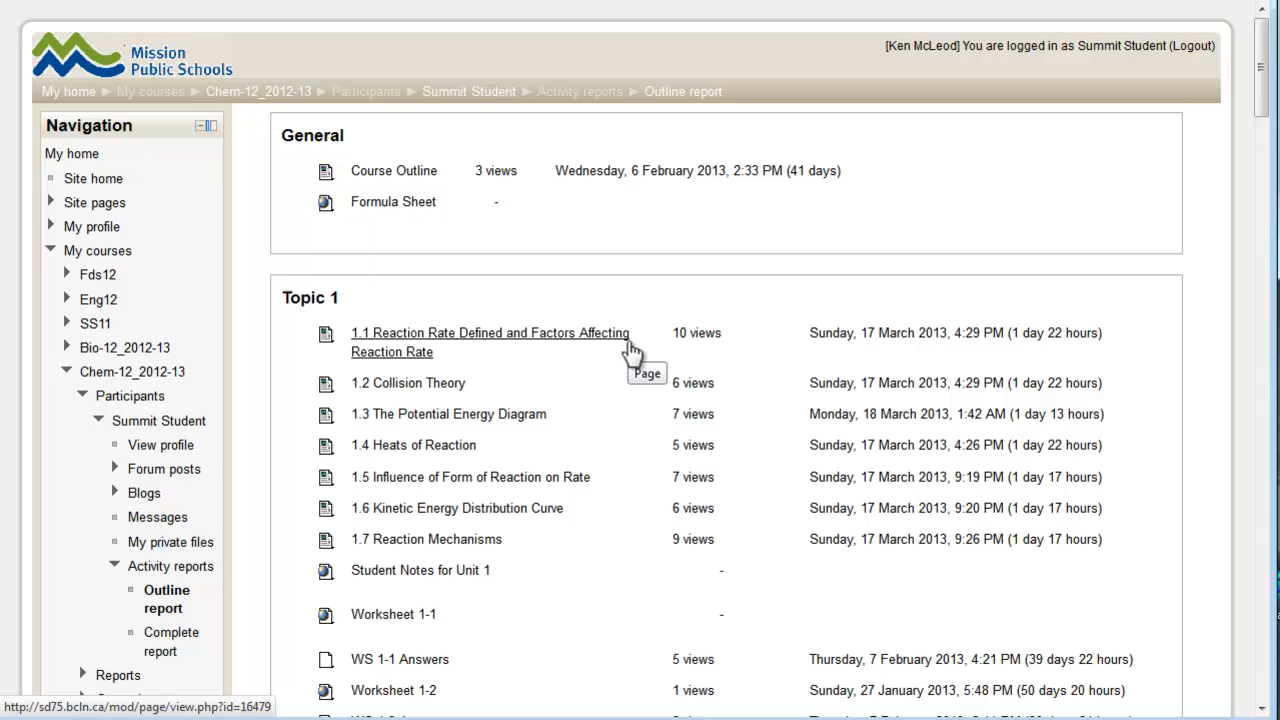 Mission
Public Schools
[Ken McLeod] You are logged in as Summit Student (Logout)
My home ► My courses ► Chem-12_2012-13 ► Participants ► Summit Student ► Activity reports ► Outline report
Navigation
My home
Site home
Site pages
My profile
My courses
Fds12
Eng12
SS11
Bio-12_2012-13
Chem-12_2012-13
Participants
Summit Student
View profile
Forum posts
Blogs
Messages
My private files
Activity reports
Outline
report
Complete
report
Reports
General
Course Outline 3 views Wednesday, 6 February 2013, 2:33 PM (41 days)
Formula Sheet -
Topic 1
1.1 Reaction Rate Defined and Factors Affecting 10 views Sunday, 17 March 2013, 4:29 PM (1 day 22 hours)
Reaction Rate
Page
1.2 Collision Theory 6 views Sunday, 17 March 2013, 4:29 PM (1 day 22 hours)
1.3 The Potential Energy Diagram 7 views Monday, 18 March 2013, 1:42 AM (1 day 13 hours)
1.4 Heats of Reaction 5 views Sunday, 17 March 2013, 4:26 PM (1 day 22 hours)
1.5 Influence of Form of Reaction on Rate 7 views Sunday, 17 March 2013, 9:19 PM (1 day 17 hours)
1.6 Kinetic Energy Distribution Curve 6 views Sunday, 17 March 2013, 9:20 PM (1 day 17 hours)
1.7 Reaction Mechanisms 9 views Sunday, 17 March 2013, 9:26 PM (1 day 17 hours)
Student Notes for Unit 1 -
Worksheet 1-1 -
WS 1-1 Answers 5 views Thursday, 7 February 2013, 4:21 PM (39 days 22 hours)
Worksheet 1-2 1 views Sunday, 27 January 2013, 5:48 PM (50 days 20 hours)
http://sd75.bcln.ca/mod/page/view.php?id=16479